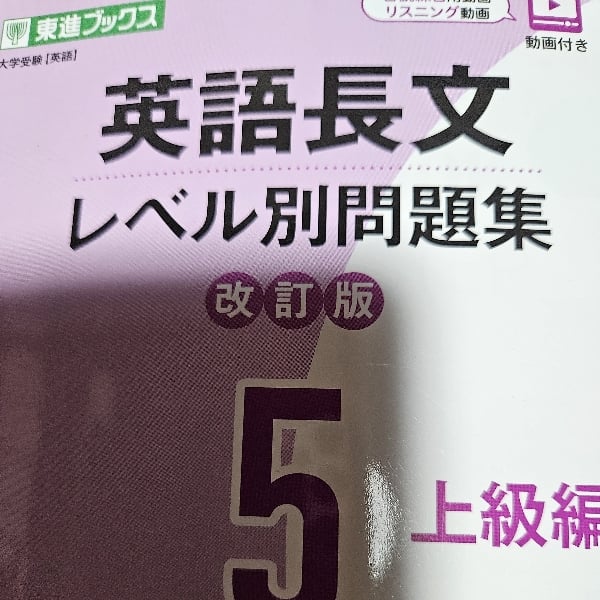 東進ブックス
リスニング動画
動画付き
大学受験【英語】
英語長文
レベル別問題集
改訂版
5
上級編